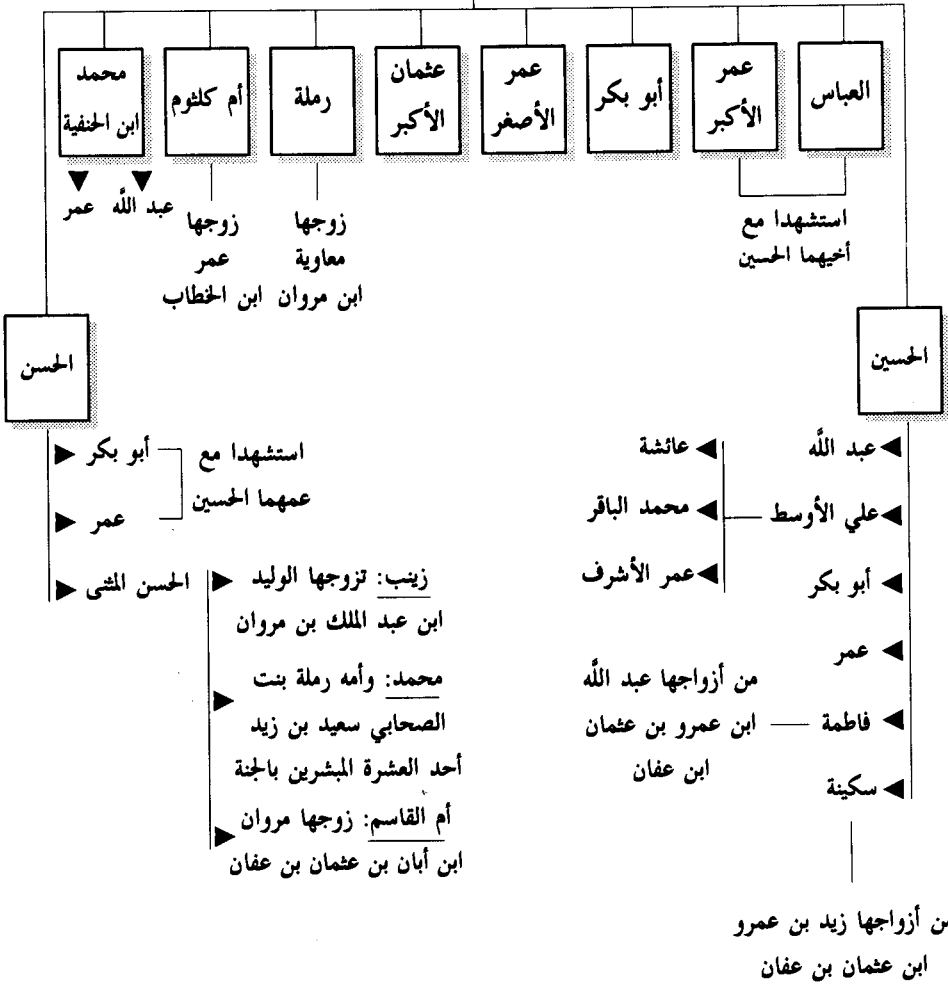 العباس
عمر
الأكبر
أبو بكر
عمر
الأصغر
عثمان
الأكبر
رملة
أم كلثوم
محمد
ابن الحنفية
استشهدا مع
أخيهما الحسين
زوجها
معاوية
ابن مروان
زوجها
عمر
ابن الخطاب
عبد اللَّه
عمر
الحسين
عبد اللَّه
علي الأوسط
أبو بكر
عمر
فاطمة
سكينة
عائشة
محمد الباقر
عمر الأشرف
من أزواجها عبد اللَّه
ابن عمرو بن عثمان
ابن عفان
أزواجها زيد بن عمرو
ابن عثمان بن عفان
الحسن
أبو بكر
عمر
الحسن المثنى
استشهدا مع
عمهما الحسين
زينب: تزوجها الوليد
ابن عبد الملك بن مروان
محمد: وأمه رملة بنت
الصحابي سعيد بن زيد
أحد العشرة المبشرين بالجنة
أم القاسم: زوجها مروان
ابن أبان بن عثمان بن عفان